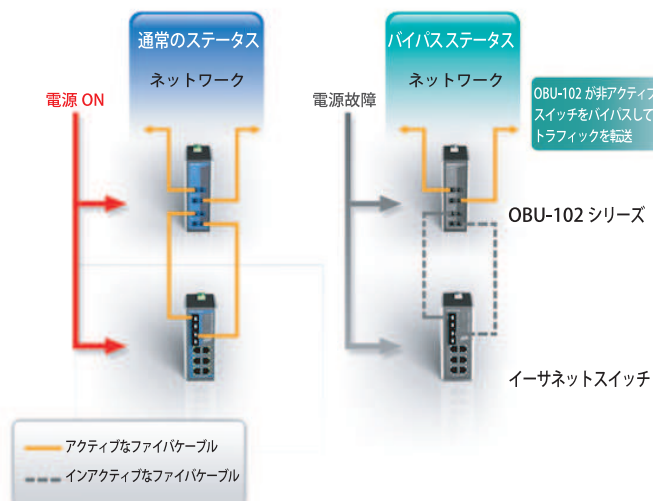 通常のステータス
ネットワーク
電源 ON
バイパス ステータス
ネットワーク
電源故障
OBU-102 が非アクティブ
スイッチをバイパスして
トラフィックを転送
OBU-102 シリーズ
イーサネットスイッチ
アクティブなファイバケーブル
インアクティブなファイバケーブル